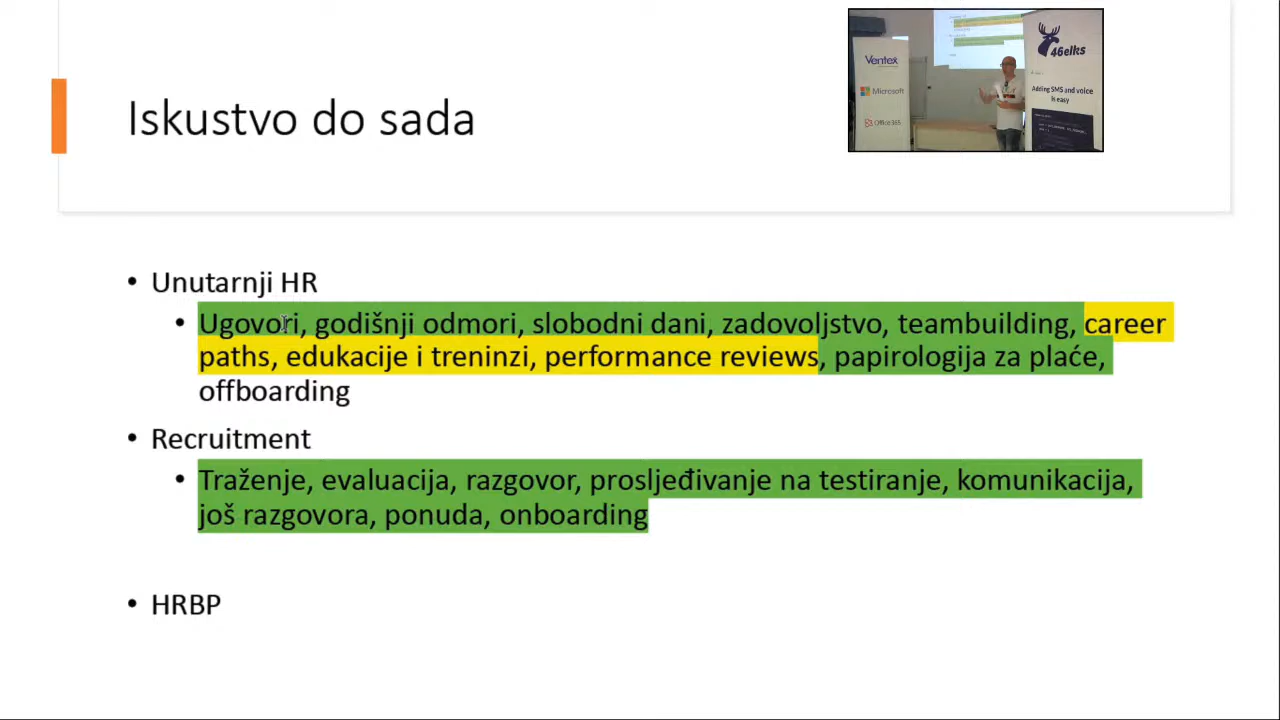 Iskustvo do sada
Ventex
Microsoft
Office 365
46elks
Adding SMS and voice
is easy
• Unutarnji HR
• Ugovori, godišnji odmori, slobodni dani, zadovoljstvo, teambuilding, career
paths, edukacije i treninzi, performance reviews, papirologija za plaće,
offboarding
• Recruitment
• Traženje, evaluacija, razgovor, prosljeđivanje na testiranje, komunikacija,
još razgovora, ponuda, onboarding
• HRBP